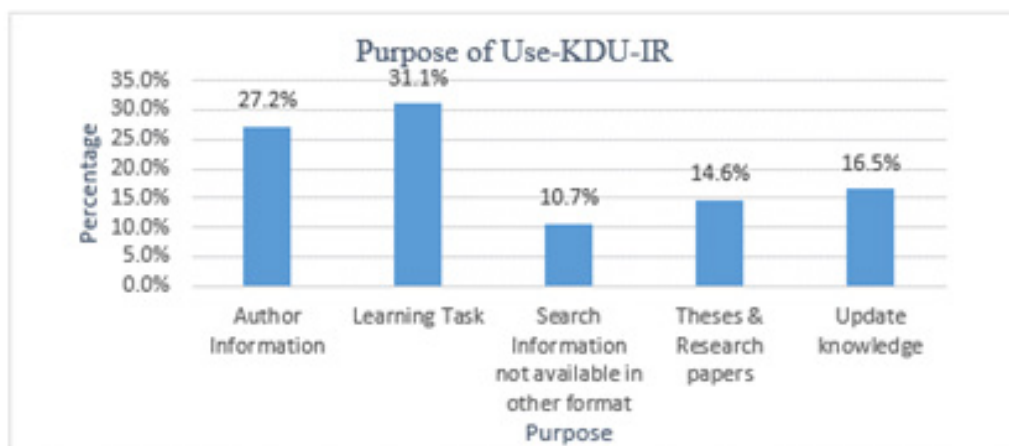 Purpose of Use-KDU-IR
Percentage
35.0%
30.0%
25.0%
20.0%
15.0%
10.0%
5.0%
0.0%
27.2%
31.1%
10.7%
14.6%
16.5%
Author
Information
Learning Task
Search
Information
not available in
other format
Theses &
Research
papers
Update
knowledge
Purpose